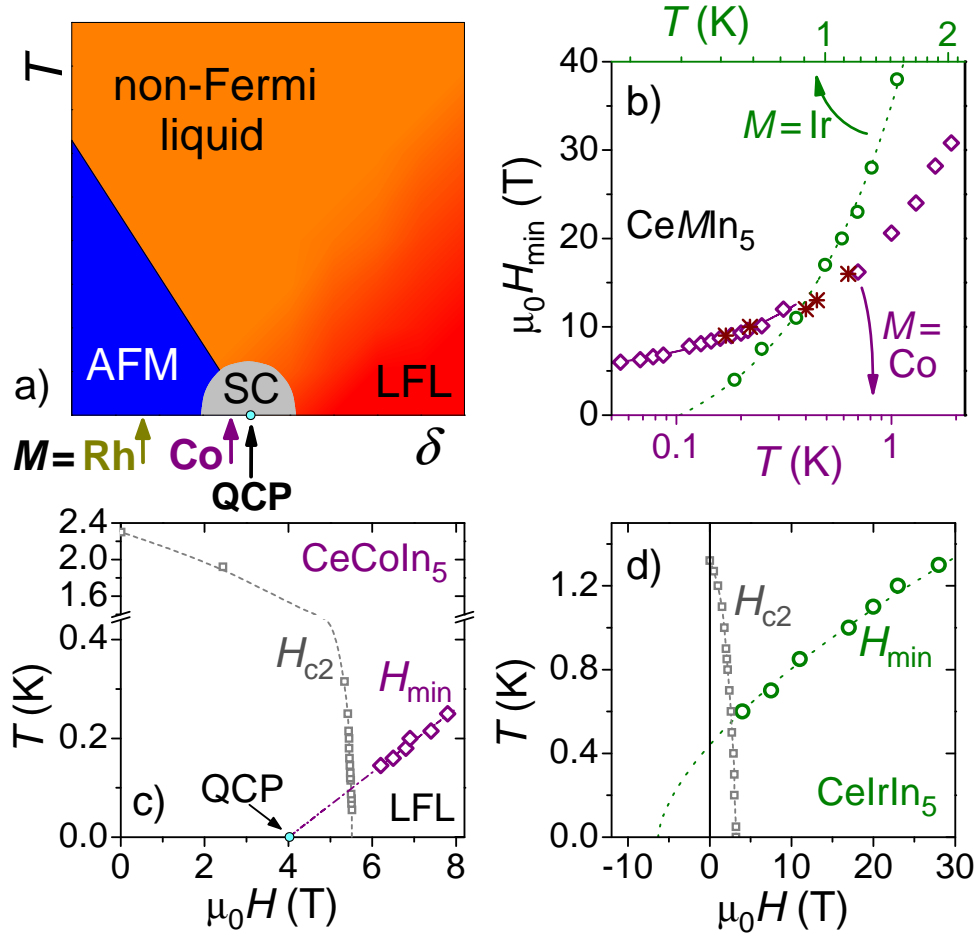 T
non-Fermi
liquid
AFM
SC
LFL
a)
δ
M = Rh
Co
QCP
T (K)
1
2
40
30
20
10
0
μ0Hmin (T)
b)
M = Ir
CeMIn5
M =
Co
0.1
1
T (K)
2.4
2.0
1.6
0.4
0.2
0.0
T (K)
CeCoIn5
Hc2
Hmin
QCP
c)
LFL
0
2
4
6
8
μ0H (T)
1.2
0.8
0.4
0.0
T (K)
d)
Hc2
Hmin
CeIrIn5
-10
0
10
20
30
μ0H (T)